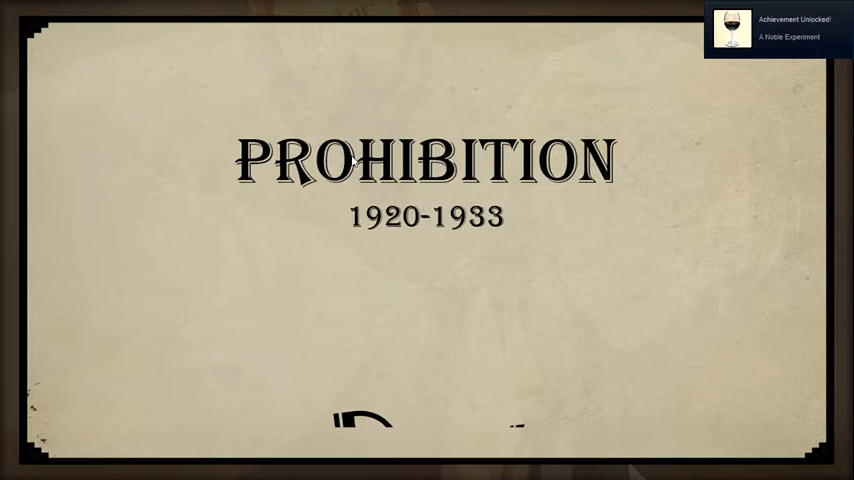 Achievement Unlocked!
A Noble Experiment
PROHIBITION
1920-1933